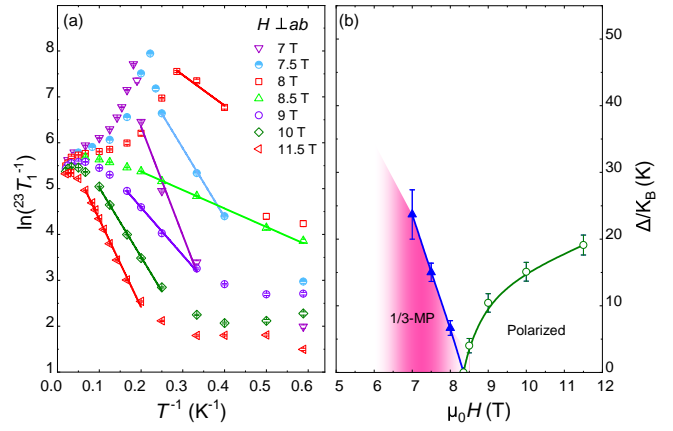 (a)
H ⊥ab
7 T
7.5 T
8 T
8.5 T
9 T
10 T
11.5 T
8
7
6
5
4
3
2
1
ln(²³T₁⁻¹)
0.0 0.1 0.2 0.3 0.4 0.5 0.6
T⁻¹ (K⁻¹)
(b)
1/3-MP
Polarized
40
30
20
10
0
Δ/K_B (K)
5 6 7 8 9 10 11 12
μ₀H (T)